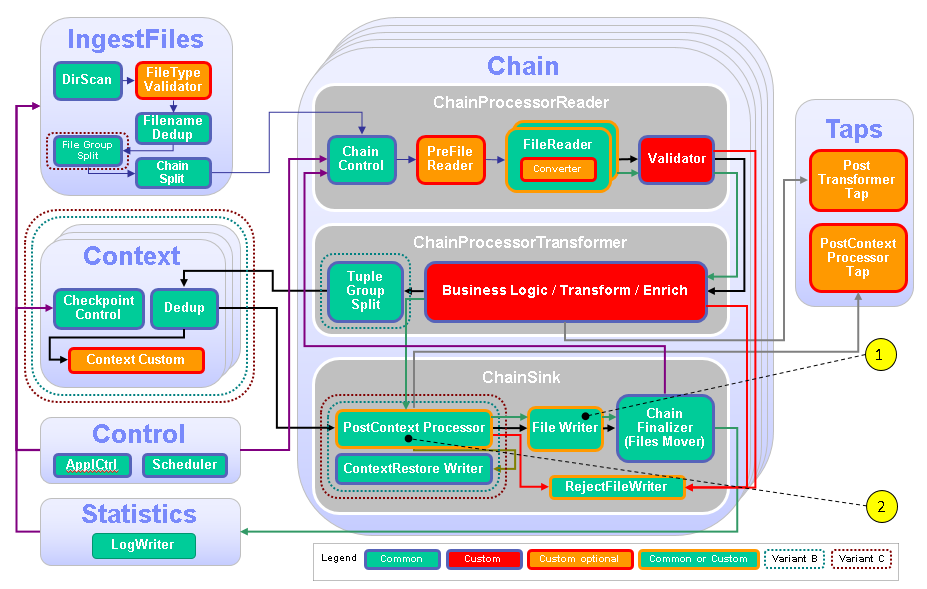 IngestFiles
DirScan
FileType
Validator
Filename
Dedup
File Group
Split
Chain
Split
Context
Checkpoint
Control
Dedup
Context Custom
Control
ApplCtrl
Scheduler
Statistics
LogWriter
Chain
ChainProcessorReader
Chain
Control
PreFile
Reader
FileReader
Converter
Validator
ChainProcessorTransformer
Tuple
Group
Split
Business Logic / Transform / Enrich
ChainSink
PostContext Processor
ContextRestore Writer
File Writer
Chain
Finalizer
(Files Mover)
RejectFileWriter
Taps
Post
Transformer
Tap
PostContext
Processor
Tap
1
2
Legend
Common
Custom
Custom optional
Common or Custom
Variant B
Variant C